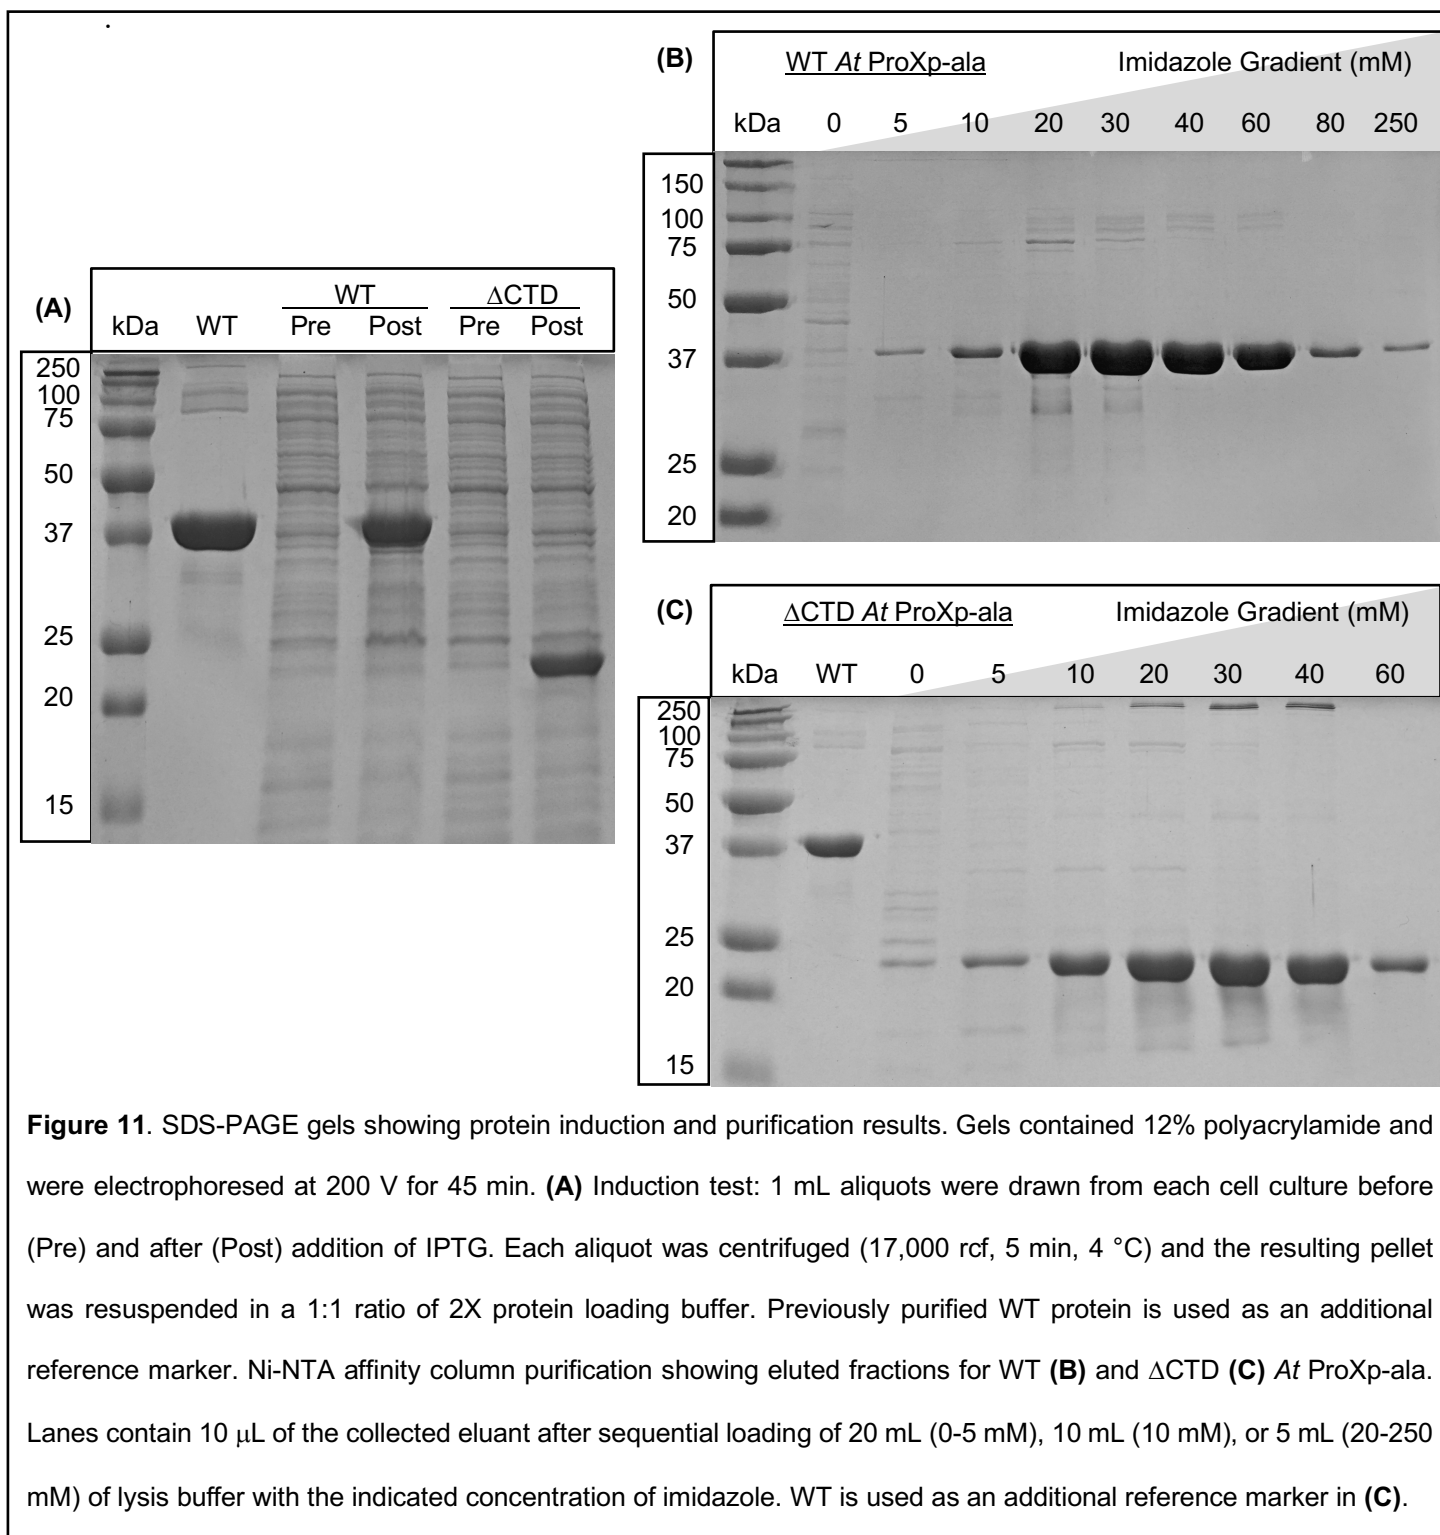 (A)
WT ΔCTD
kDa WT Pre Post Pre Post
250
100
75
50
37
25
20
15
(B)
WT At ProXp-ala Imidazole Gradient (mM)
kDa 0 5 10 20 30 40 60 80 250
150
100
75
50
37
25
20
(C)
ΔCTD At ProXp-ala Imidazole Gradient (mM)
kDa WT 0 5 10 20 30 40 60
250
100
75
50
37
25
20
15
Figure 11. SDS-PAGE gels showing protein induction and purification results. Gels contained 12% polyacrylamide and
were electrophoresed at 200 V for 45 min. (A) Induction test: 1 mL aliquots were drawn from each cell culture before
(Pre) and after (Post) addition of IPTG. Each aliquot was centrifuged (17,000 rcf, 5 min, 4 °C) and the resulting pellet
was resuspended in a 1:1 ratio of 2X protein loading buffer. Previously purified WT protein is used as an additional
reference marker. Ni-NTA affinity column purification showing eluted fractions for WT (B) and ΔCTD (C) At ProXp-ala.
Lanes contain 10 μL of the collected eluant after sequential loading of 20 mL (0-5 mM), 10 mL (10 mM), or 5 mL (20-250
mM) of lysis buffer with the indicated concentration of imidazole. WT is used as an additional reference marker in (C).